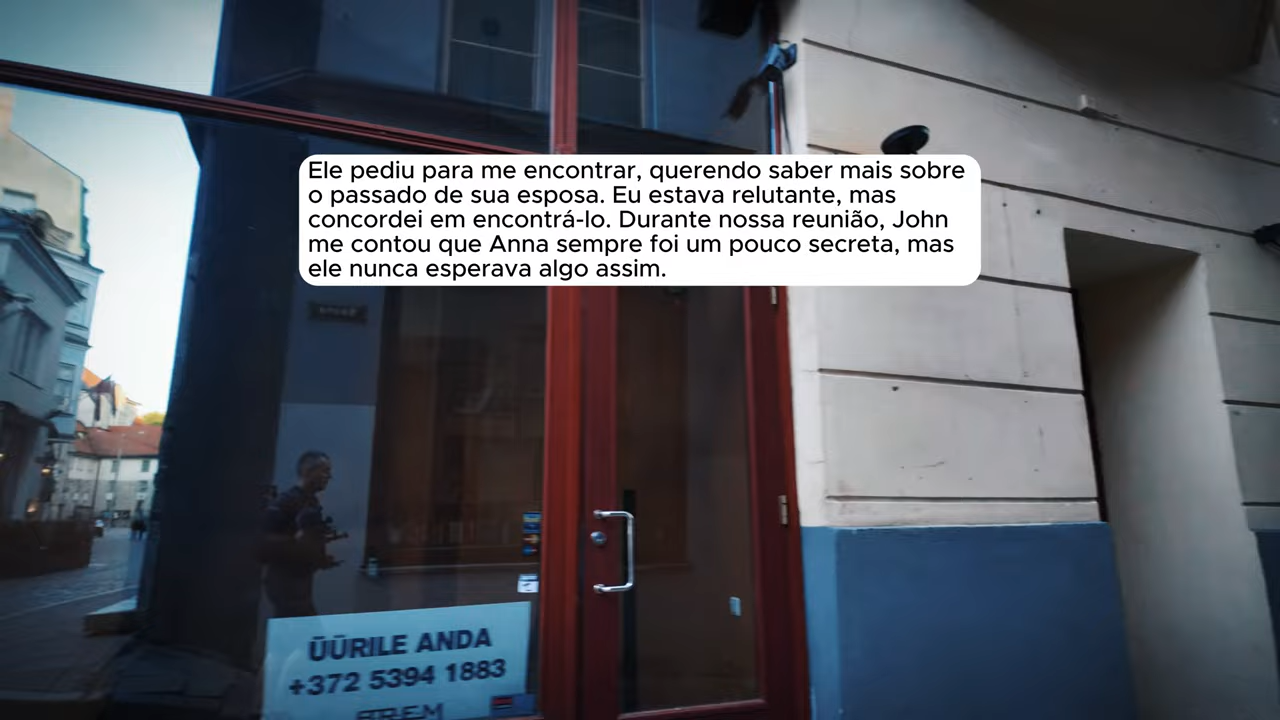 Ele pediu para me encontrar, querendo saber mais sobre
o passado de sua esposa. Eu estava relutante, mas
concordei em encontrá-lo. Durante nossa reunião, John
me contou que Anna sempre foi um pouco secreta, mas
ele nunca esperava algo assim.
ÜÜRILE ANDA
+372 5394 1883